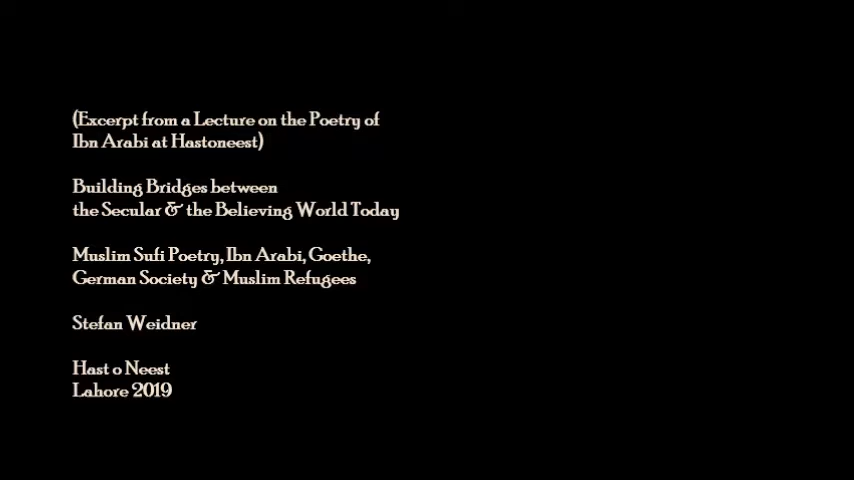 (Excerpt from a Lecture on the Poetry of
Ibn Arabi at Hastoneest)
Building Bridges between
the Secular & the Believing World Today
Muslim Sufi Poetry, Ibn Arabi, Goethe,
German Society & Muslim Refugees
Stefan Weidner
Hast o Neest
Lahore 2019